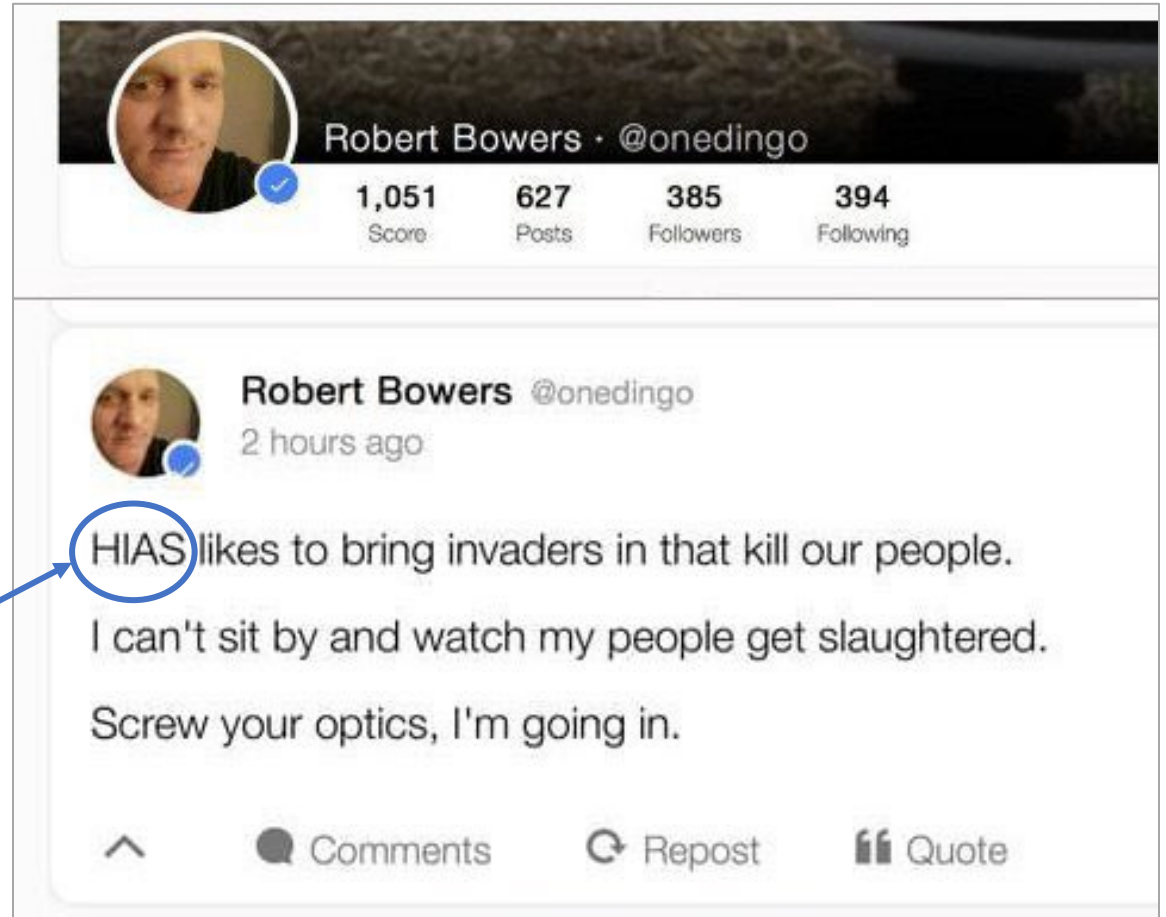 Robert Bowers · @onedingo
1,051 627 385 394
Score Posts Followers Following
Robert Bowers @onedingo
2 hours ago
HIAS likes to bring invaders in that kill our people.
I can't sit by and watch my people get slaughtered.
Screw your optics, I'm going in.
Comments Repost Quote